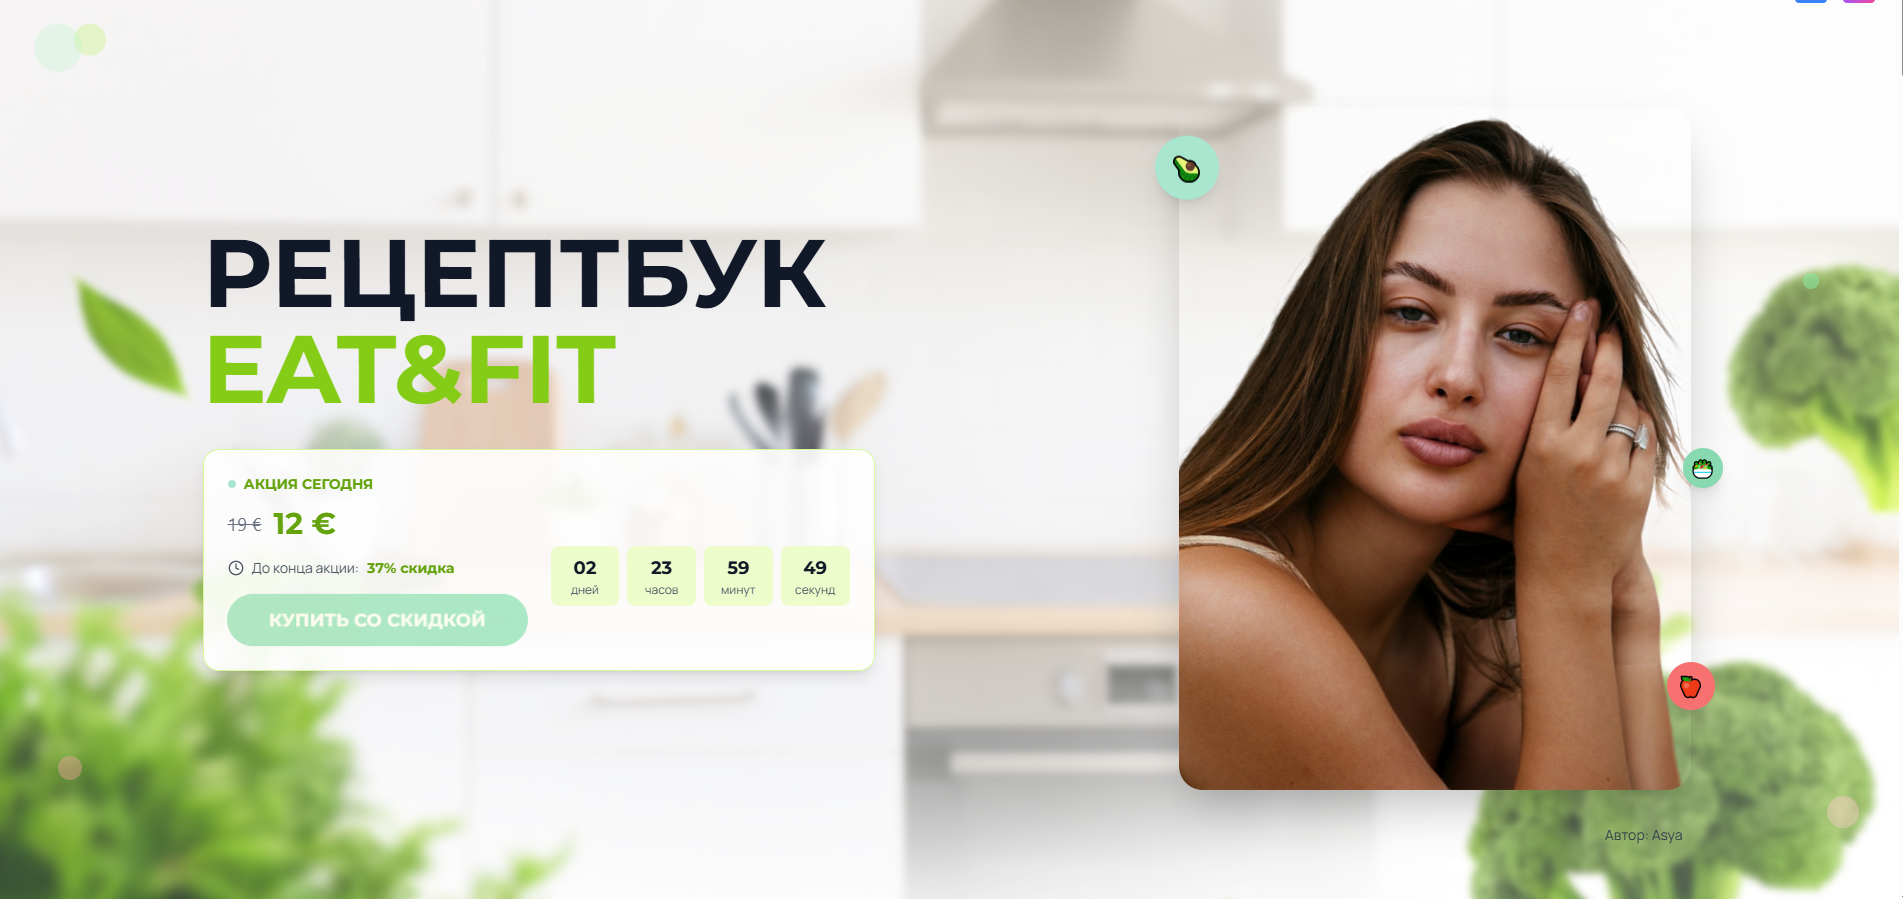 РЕЦЕПТБУК
EAT&FIT
АКЦИЯ СЕГОДНЯ
19 € 12 €
До конца акции: 37% скидка
02 23 59 49
дней часов минут секунд
КУПИТЬ СО СКИДКОЙ
Автор: Asya